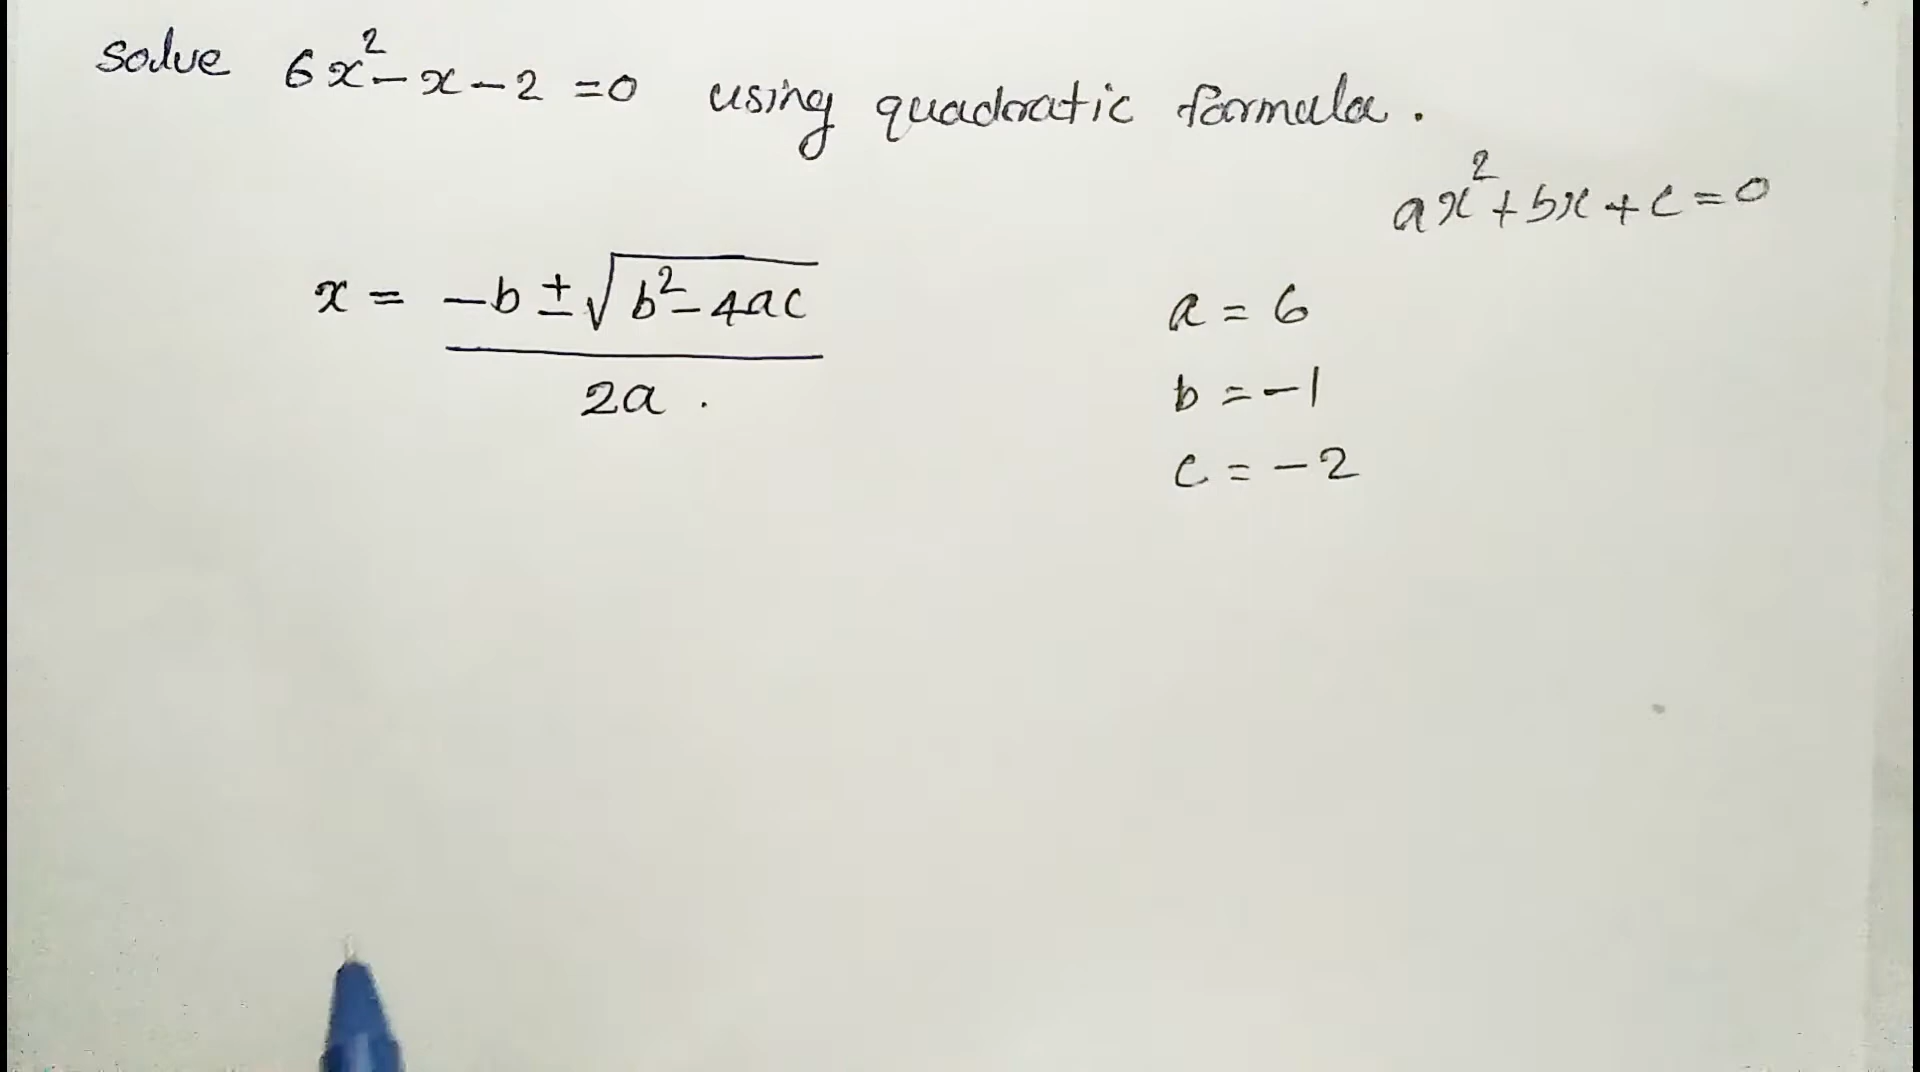 solve 6x² - x - 2 = 0 using quadratic formula.
ax² + bx + c = 0
x = (-b ± √(b² - 4ac)) / 2a.
a = 6
b = -1
c = -2